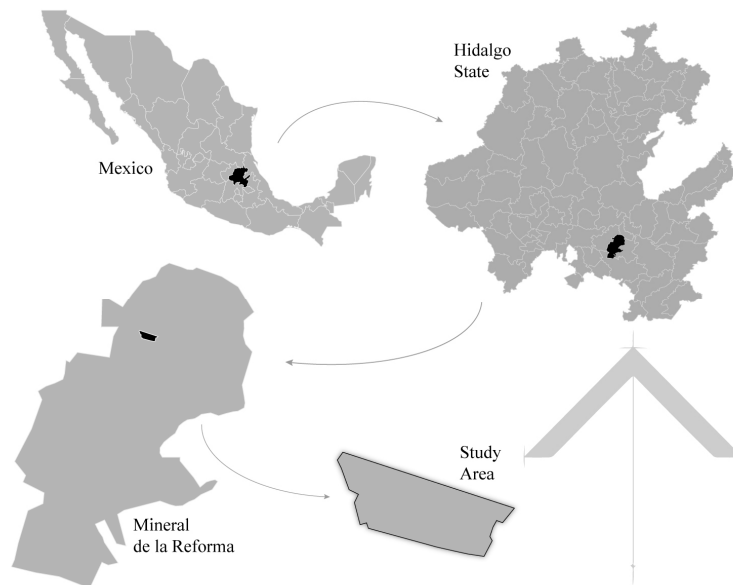 Mexico
Hidalgo
State
Mineral
de la Reforma
Study
Area